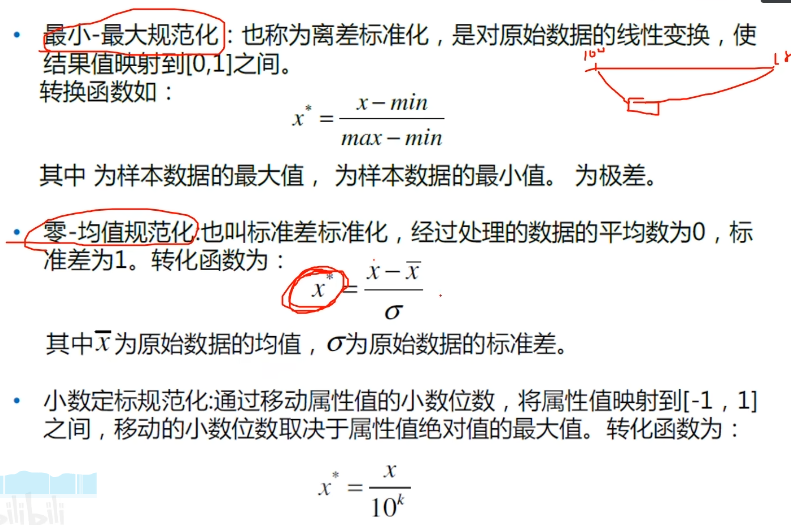 • 最小-最大规范化：也称为离差标准化，是对原始数据的线性变换，使
结果值映射到[0,1]之间。
转换函数如：
x* = (x − min) / (max − min)
其中 为样本数据的最大值， 为样本数据的最小值。 为极差。
• 零-均值规范化:也叫标准差标准化，经过处理的数据的平均数为0，标
准差为1。转化函数为：
x* = (x − x̅) / σ
其中x̅为原始数据的均值，σ为原始数据的标准差。
• 小数定标规范化:通过移动属性值的小数位数，将属性值映射到[-1，1]
之间，移动的小数位数取决于属性值绝对值的最大值。转化函数为：
x* = x / 10^k
bilibili